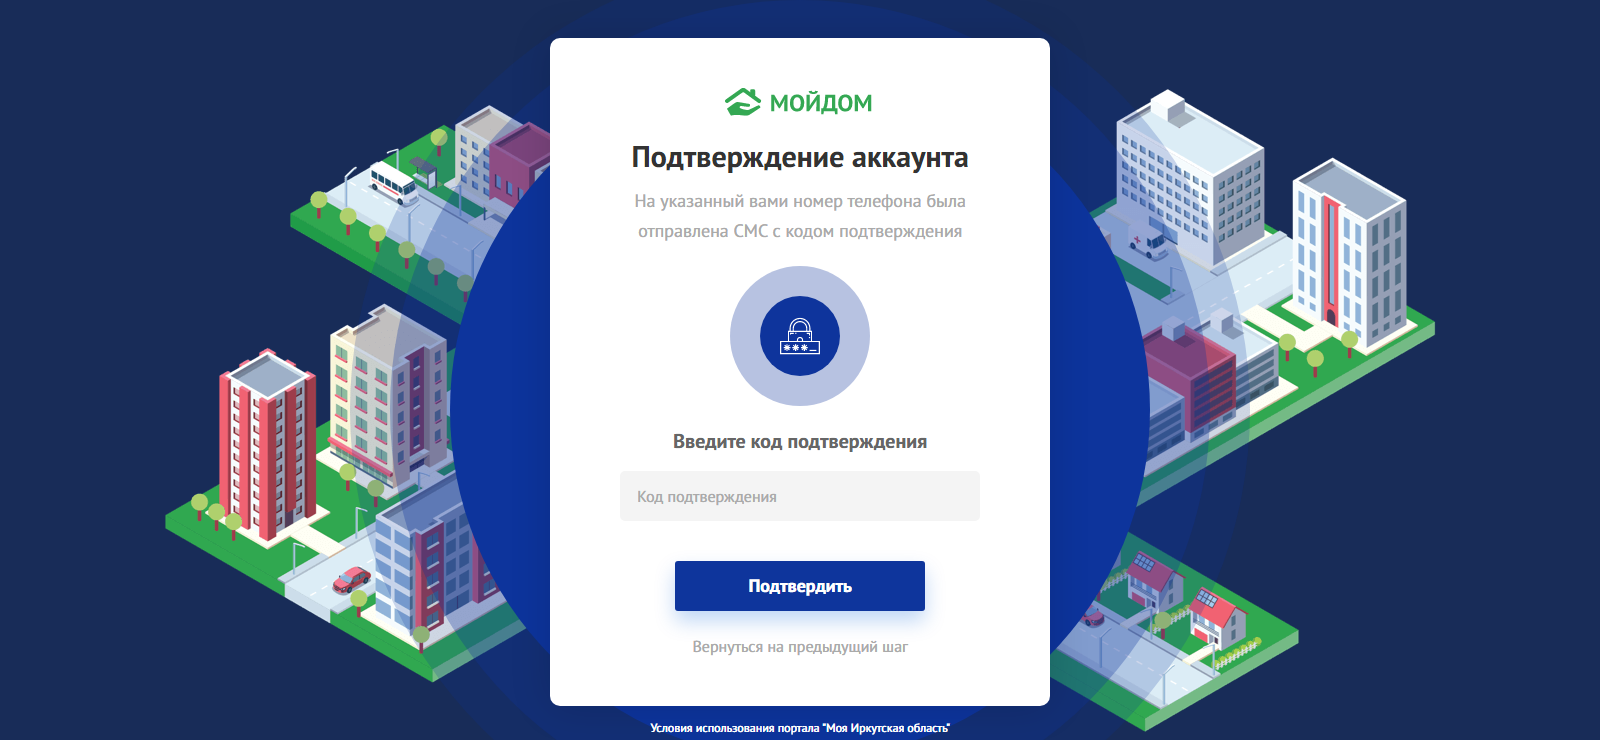 МОЙДОМ
Подтверждение аккаунта
На указанный вами номер телефона была
отправлена СМС с кодом подтверждения
***_
Введите код подтверждения
Код подтверждения
Подтвердить
Вернуться на предыдущий шаг
Условия использования портала "Моя Иркутская область"